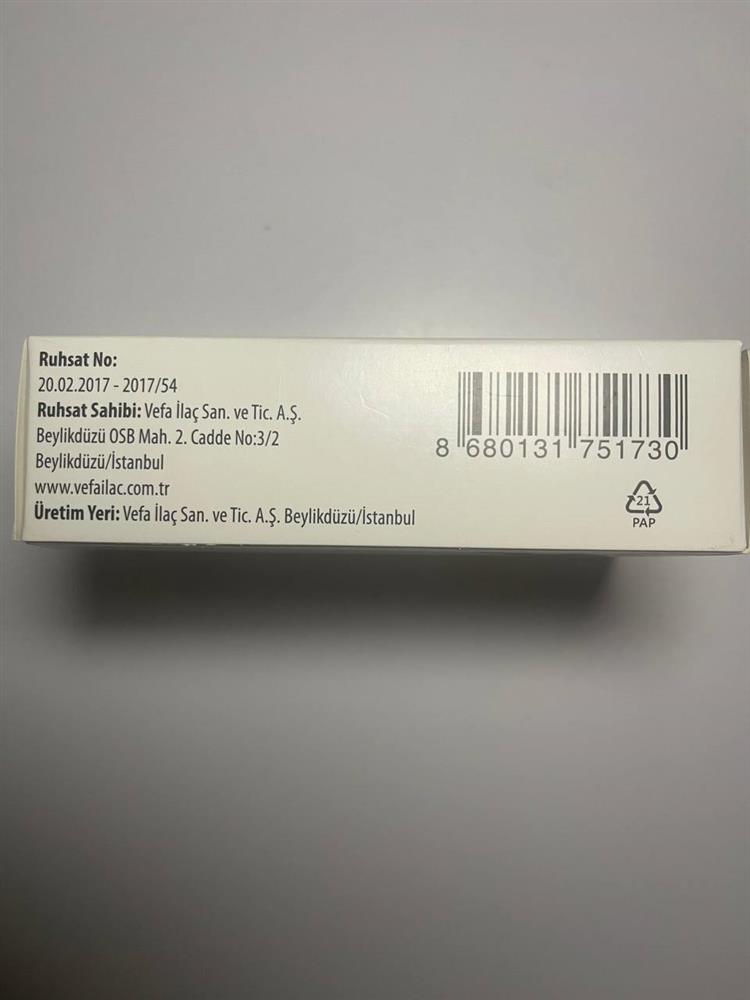 Ruhsat No:
20.02.2017 - 2017/54
Ruhsat Sahibi: Vefa İlaç San. ve Tic. A.Ş.
Beylikdüzü OSB Mah. 2. Cadde No:3/2
Beylikdüzü/İstanbul
www.vefailac.com.tr
Üretim Yeri: Vefa İlaç San. ve Tic. A.Ş. Beylikdüzü/İstanbul
8 680131 751730
21
PAP